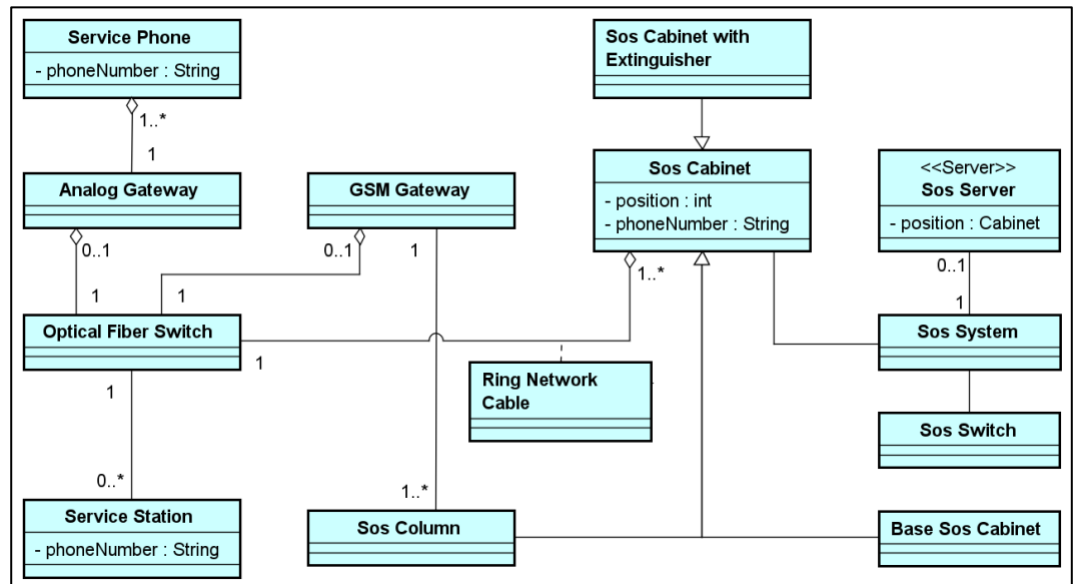 Service Phone
- phoneNumber : String
1..*
1
Analog Gateway
0..1
1
GSM Gateway
0..1
1
1
Optical Fiber Switch
1
1
0..*
Service Station
- phoneNumber : String
Sos Cabinet with
Extinguisher
Sos Cabinet
- position : int
- phoneNumber : String
1..*
Ring Network
Cable
1..*
Sos Column
<<Server>>
Sos Server
- position : Cabinet
0..1
1
Sos System
Sos Switch
Base Sos Cabinet